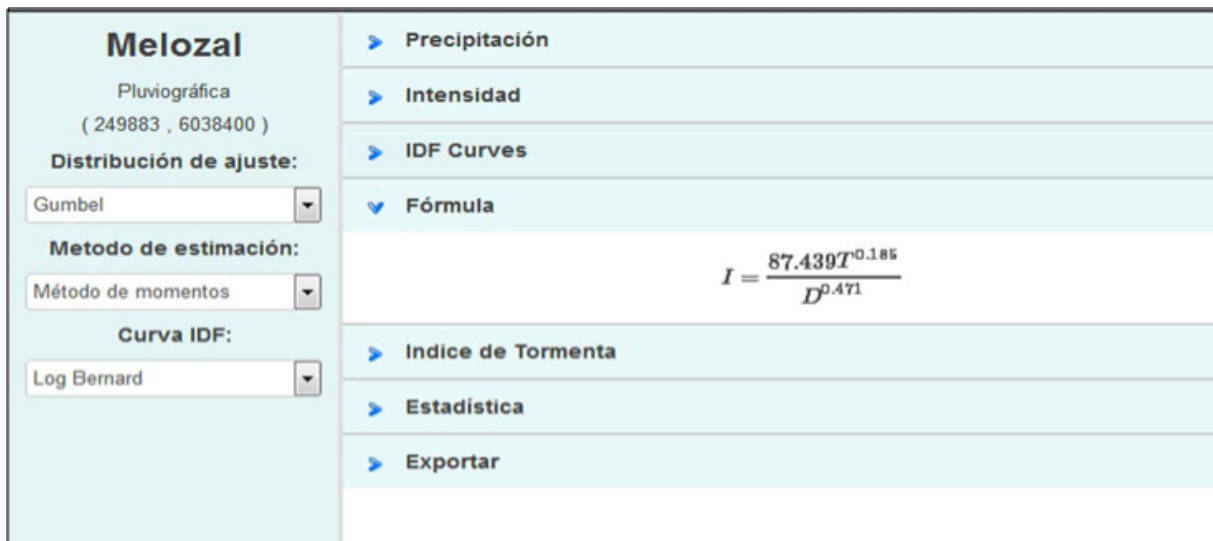 Melozal
Pluviográfica
( 249883 , 6038400 )
Distribución de ajuste:
Gumbel
Metodo de estimación:
Método de momentos
Curva IDF:
Log Bernard
Precipitación
Intensidad
IDF Curves
Fórmula
I = 87.439T^0.185 / D^0.471
Indice de Tormenta
Estadística
Exportar